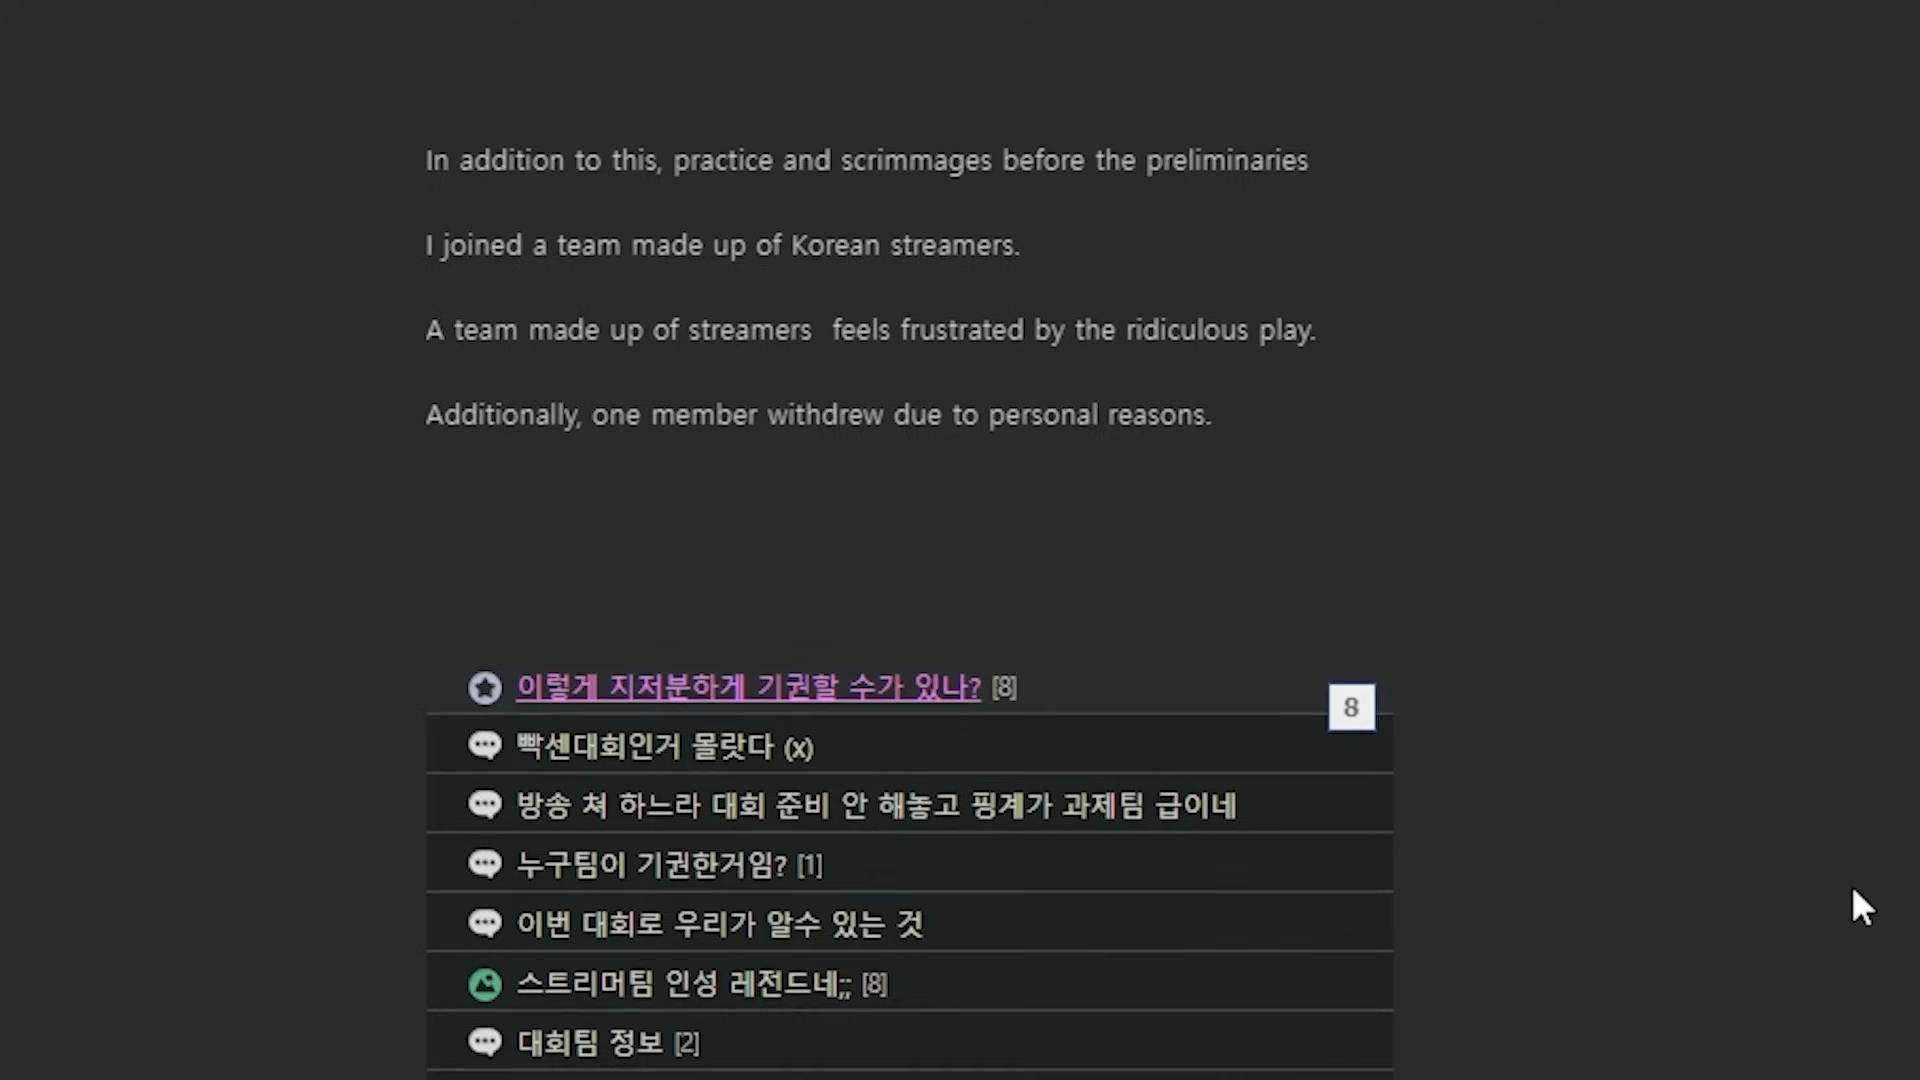 In addition to this, practice and scrimmages before the preliminaries
I joined a team made up of Korean streamers.
A team made up of streamers  feels frustrated by the ridiculous play.
Additionally, one member withdrew due to personal reasons.
이렇게 지저분하게 기권할 수가 있나? [8]
8
빡센대회인거 몰랏다 (x)
방송 쳐 하느라 대회 준비 안 해놓고 핑계가 과제팀 급이네
누구팀이 기권한거임? [1]
이번 대회로 우리가 알수 있는 것
스트리머팀 인성 레전드네;; [8]
대회팀 정보 [2]